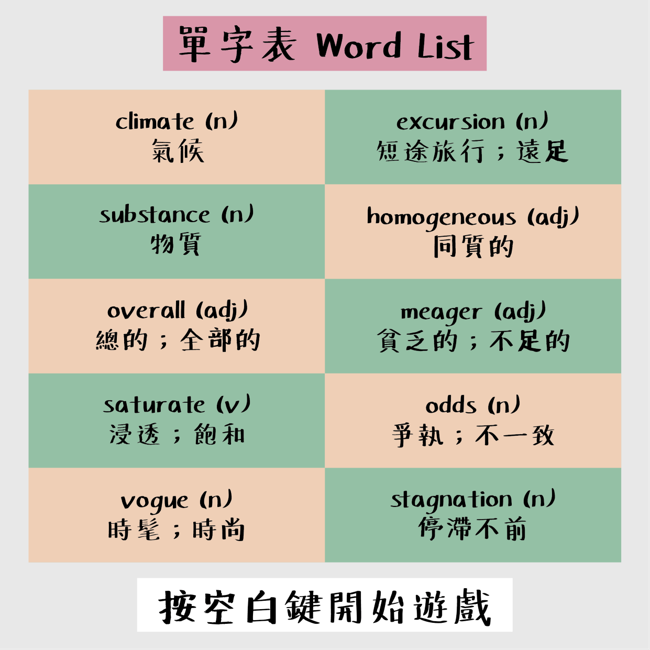 單字表 Word List
climate (n)
氣候
excursion (n)
短途旅行；遠足
substance (n)
物質
homogeneous (adj)
同質的
overall (adj)
總的；全部的
meager (adj)
貧乏的；不足的
saturate (v)
浸透；飽和
odds (n)
爭執；不一致
vogue (n)
時髦；時尚
stagnation (n)
停滯不前
按空白鍵開始遊戲